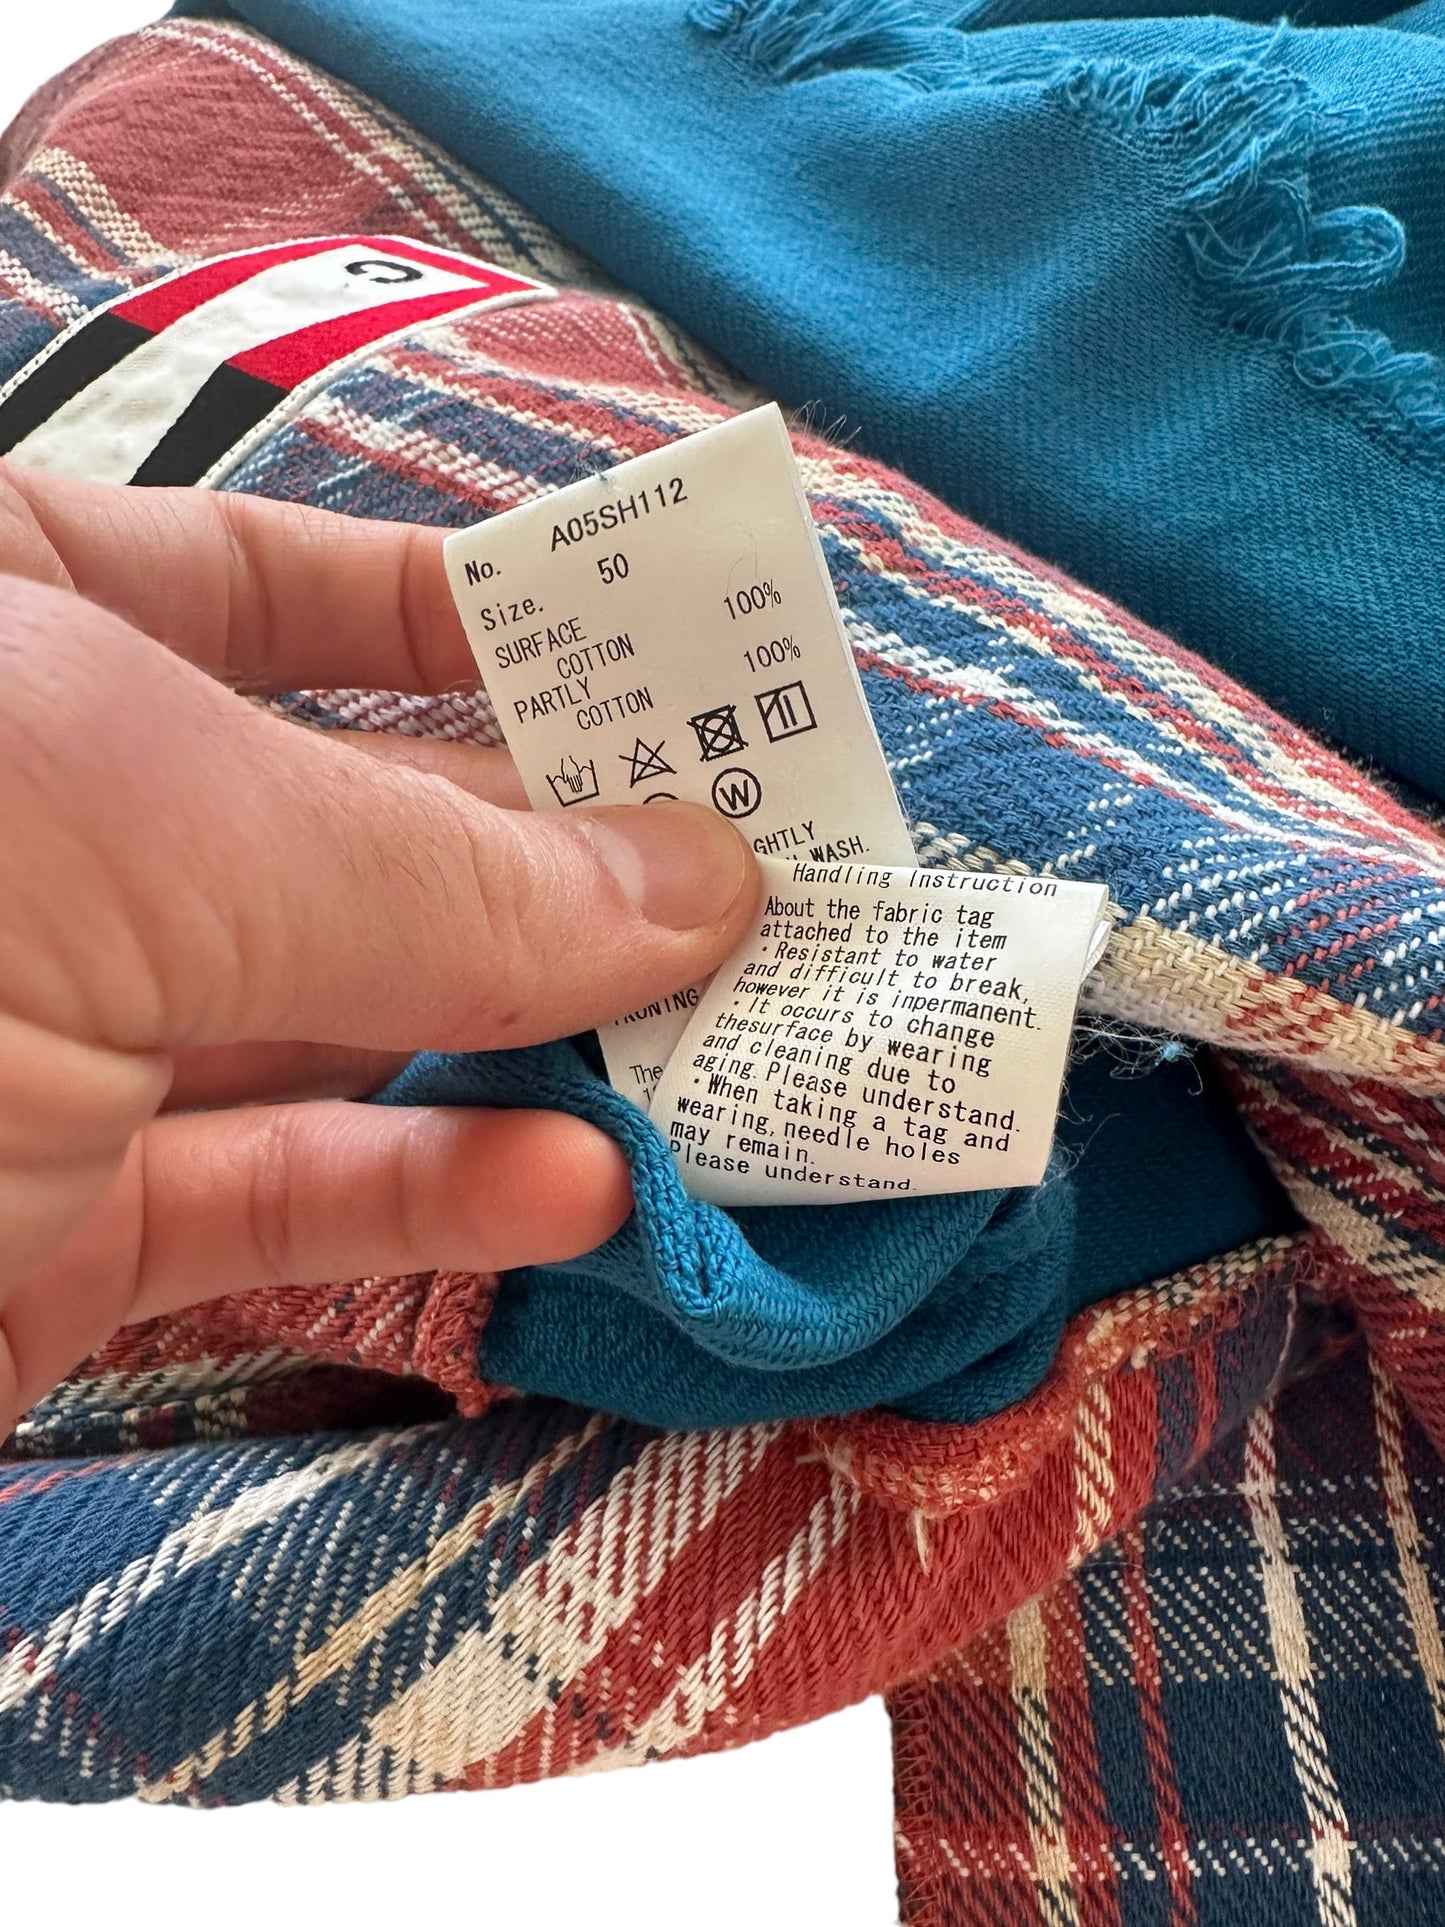 C
No. A05SH112
Size. 50
SURFACE
COTTON 100%
PARTLY
COTTON 100%
W
WASH.
Handling Instruction
About the fabric tag
attached to the item
・Resistant to water
and difficult to break,
however it is inpermanent.
・It occurs to change
thesurface by wearing
and cleaning due to
aging. Please understand.
・When taking a tag and
wearing, needle holes
may remain.
Please understand.
The